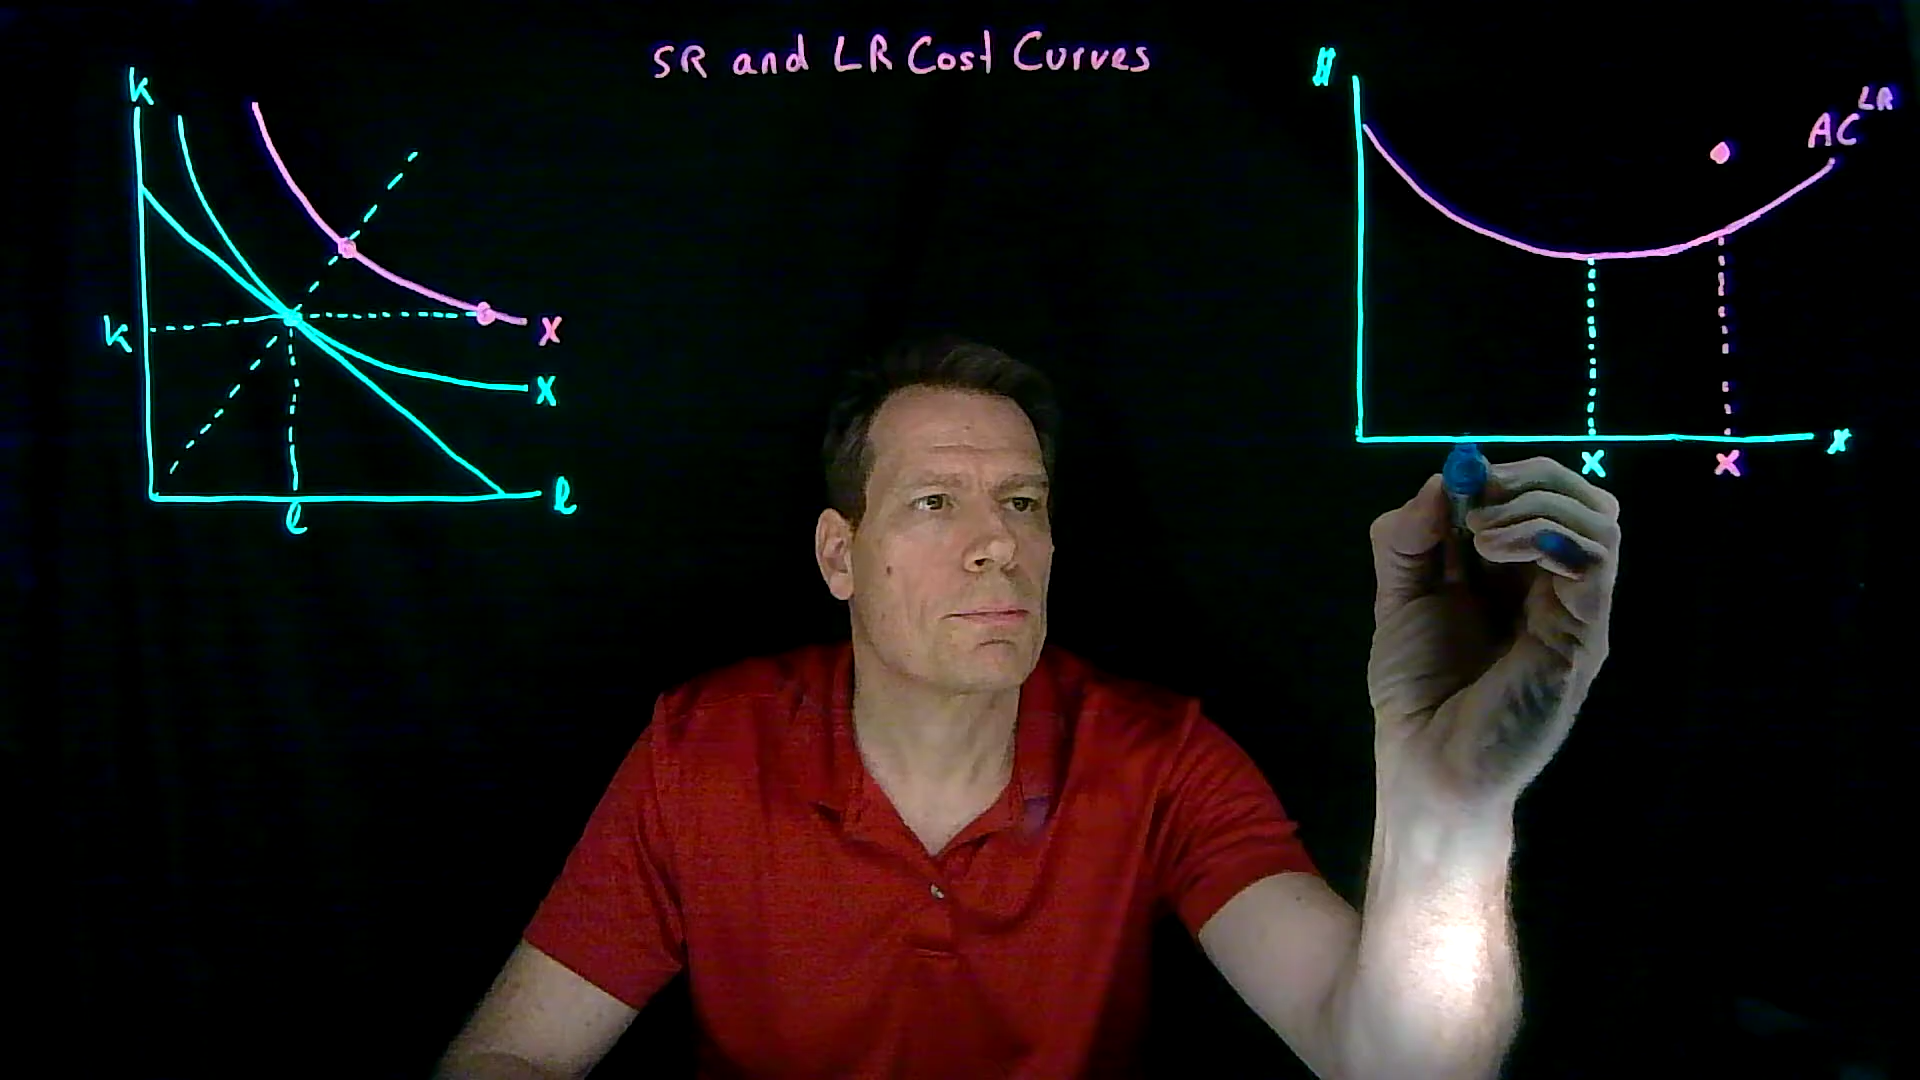 SR and LR Cost Curves
k
k
x
x
l
l
$
AC^LR
x
x
x